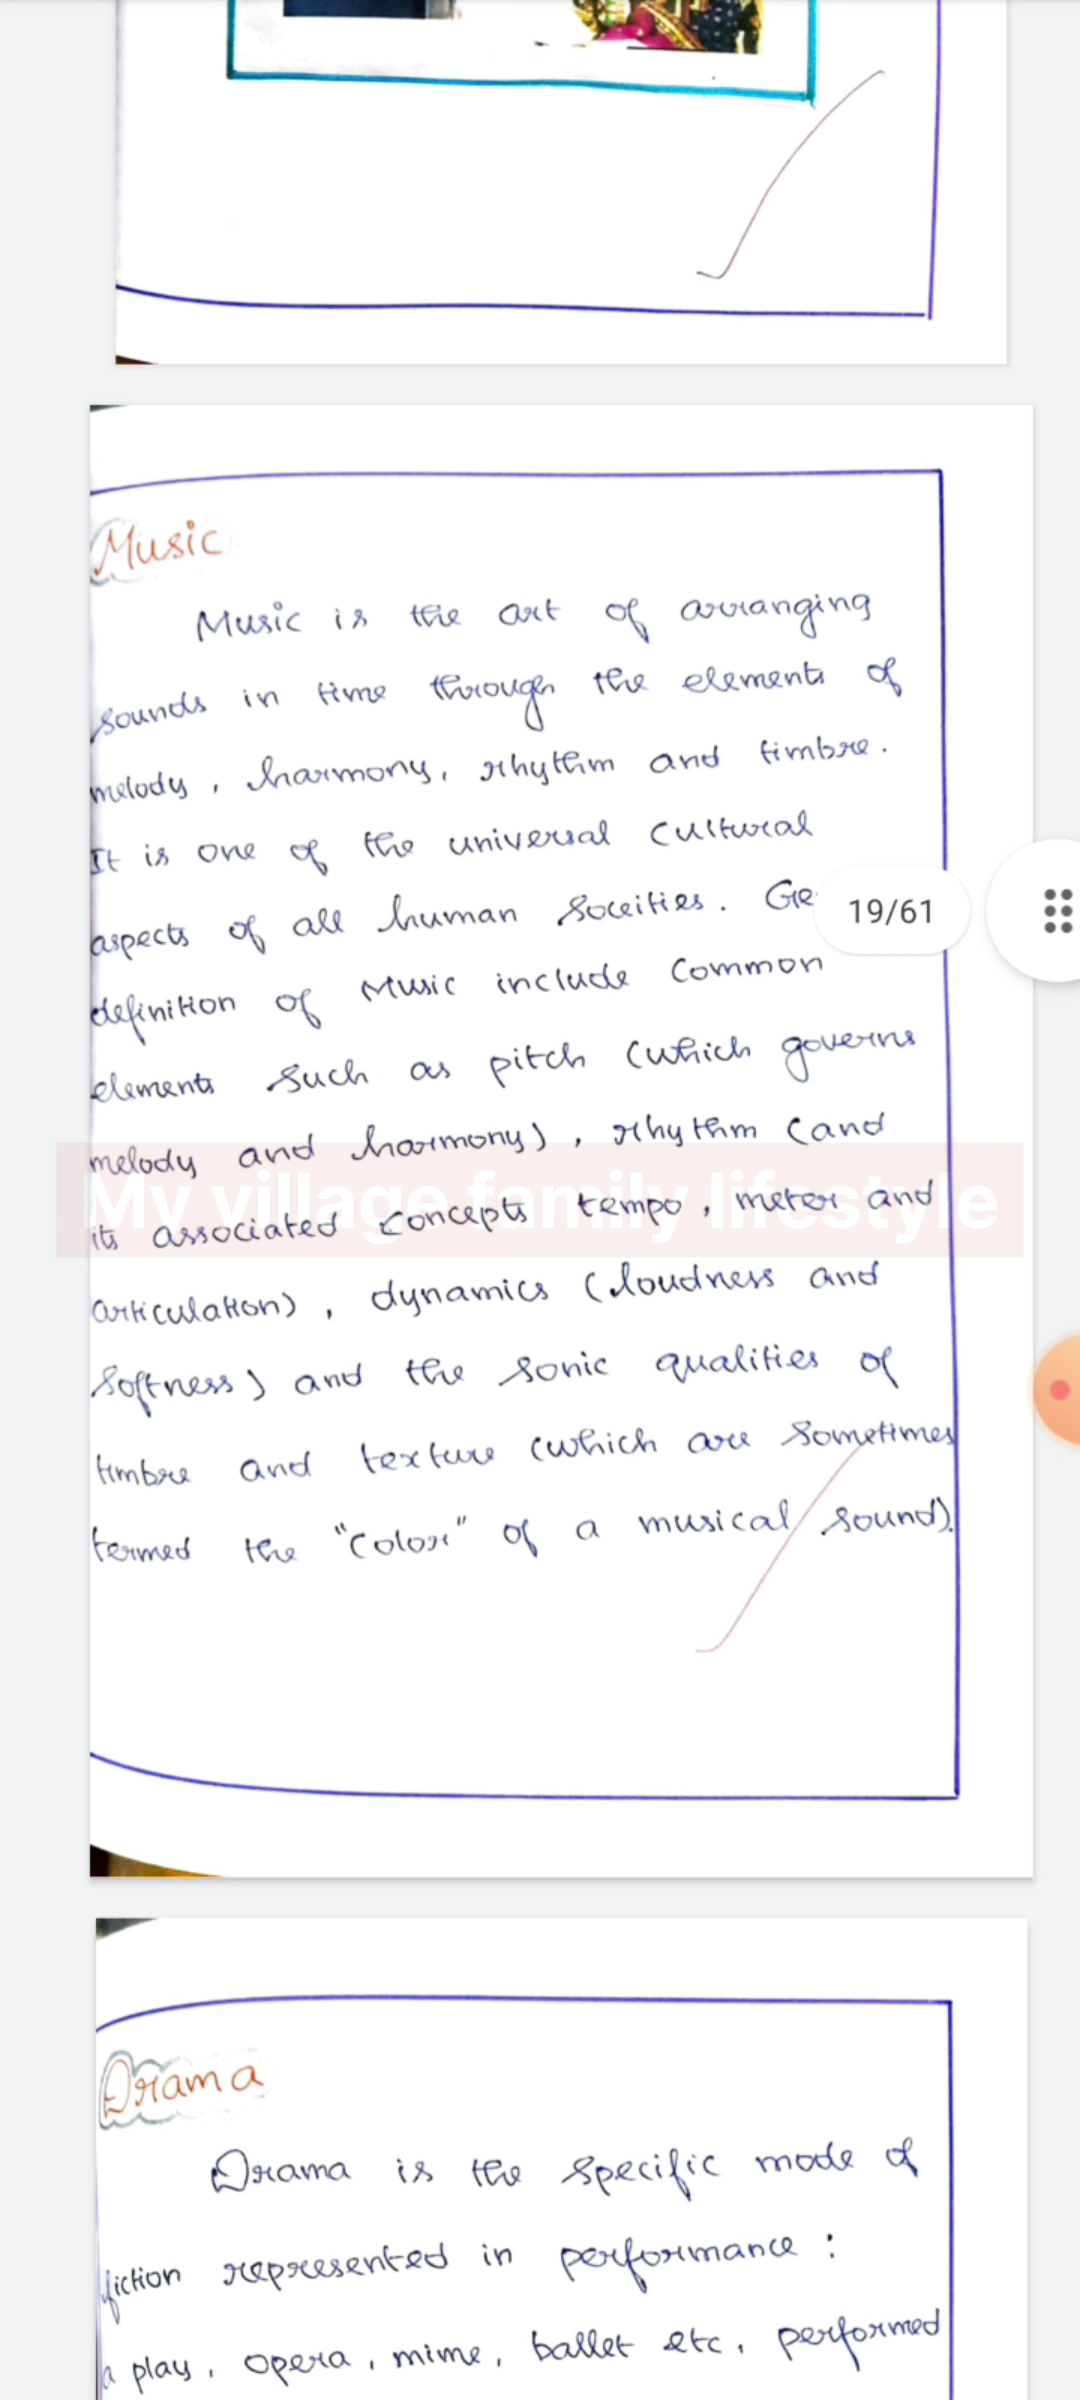 Music
Music is the art of arranging
sounds in time through the elements of
melody, harmony, rhythm and timbre.
It is one of the universal cultural
aspects of all human soceities. Ge
19/61
definition of Music include common
elements such as pitch (which governs
melody and harmony), rhythm (and
My village family lifestyle
its associated concepts tempo, meter and
articulation), dynamics (loudness and
softness) and the sonic qualities of
timbre and texture (which are sometimes
termed the "color" of a musical sound).
Drama
Drama is the specific mode of
fiction represented in performance:
a play, opera, mime, ballet etc, performed